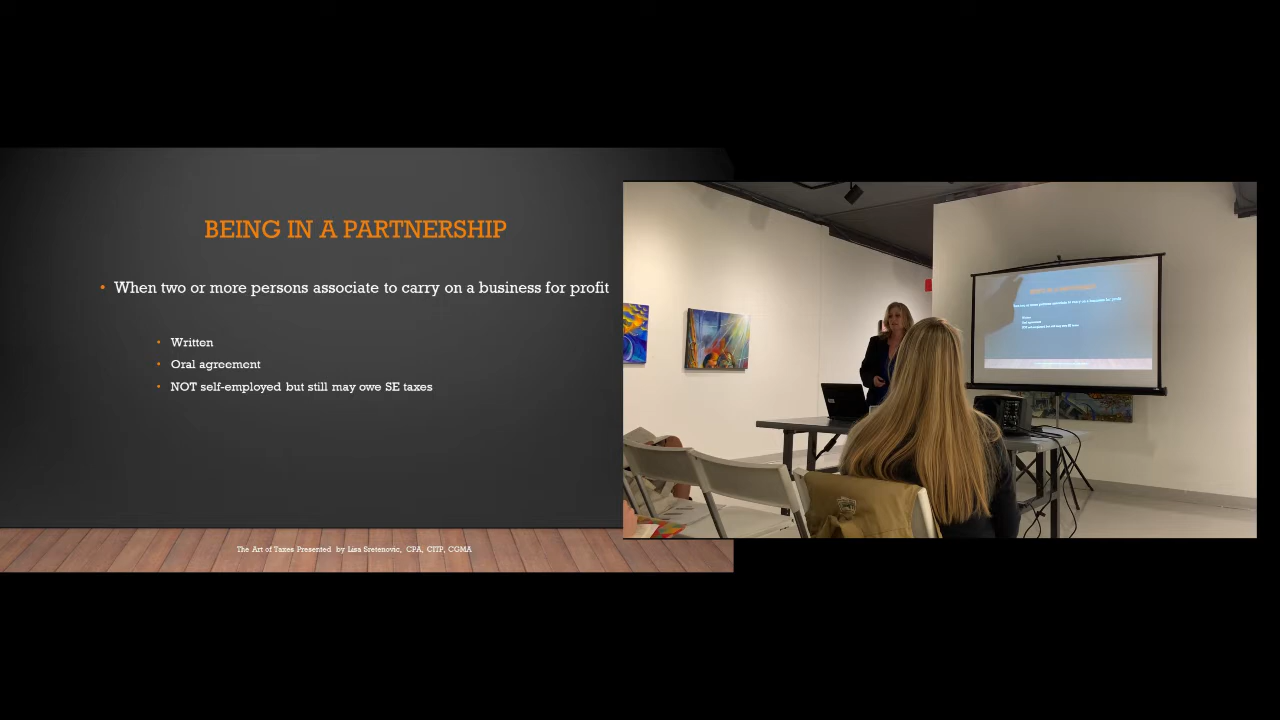 BEING IN A PARTNERSHIP
• When two or more persons associate to carry on a business for profit
• Written
• Oral agreement
• NOT self-employed but still may owe SE taxes
The Art of Taxes Presented by Lisa Sretenovic, CPA, CITP, CGMA